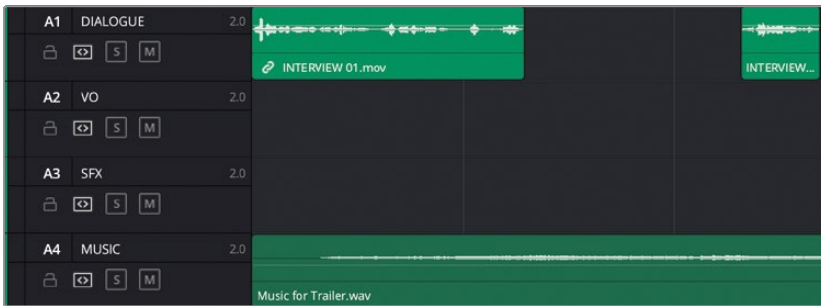 A1 DIALOGUE 2.0
S M
INTERVIEW 01.mov INTERVIEW...
A2 VO 2.0
S M
A3 SFX 2.0
S M
A4 MUSIC 2.0
S M
Music for Trailer.wav